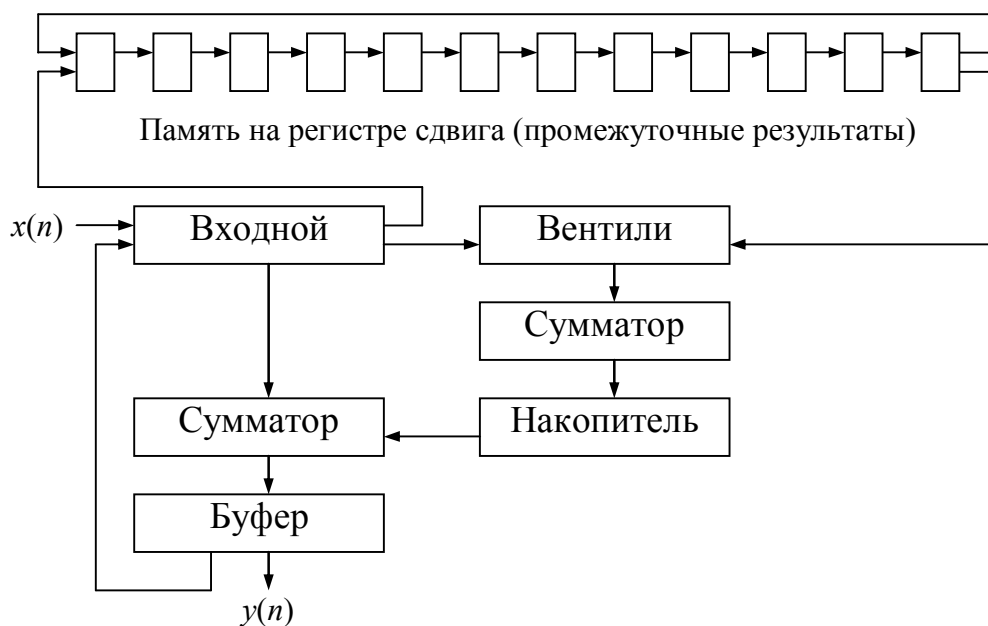 Память на регистре сдвига (промежуточные результаты)
x(n)
Входной
Вентили
Сумматор
Сумматор
Накопитель
Буфер
y(n)